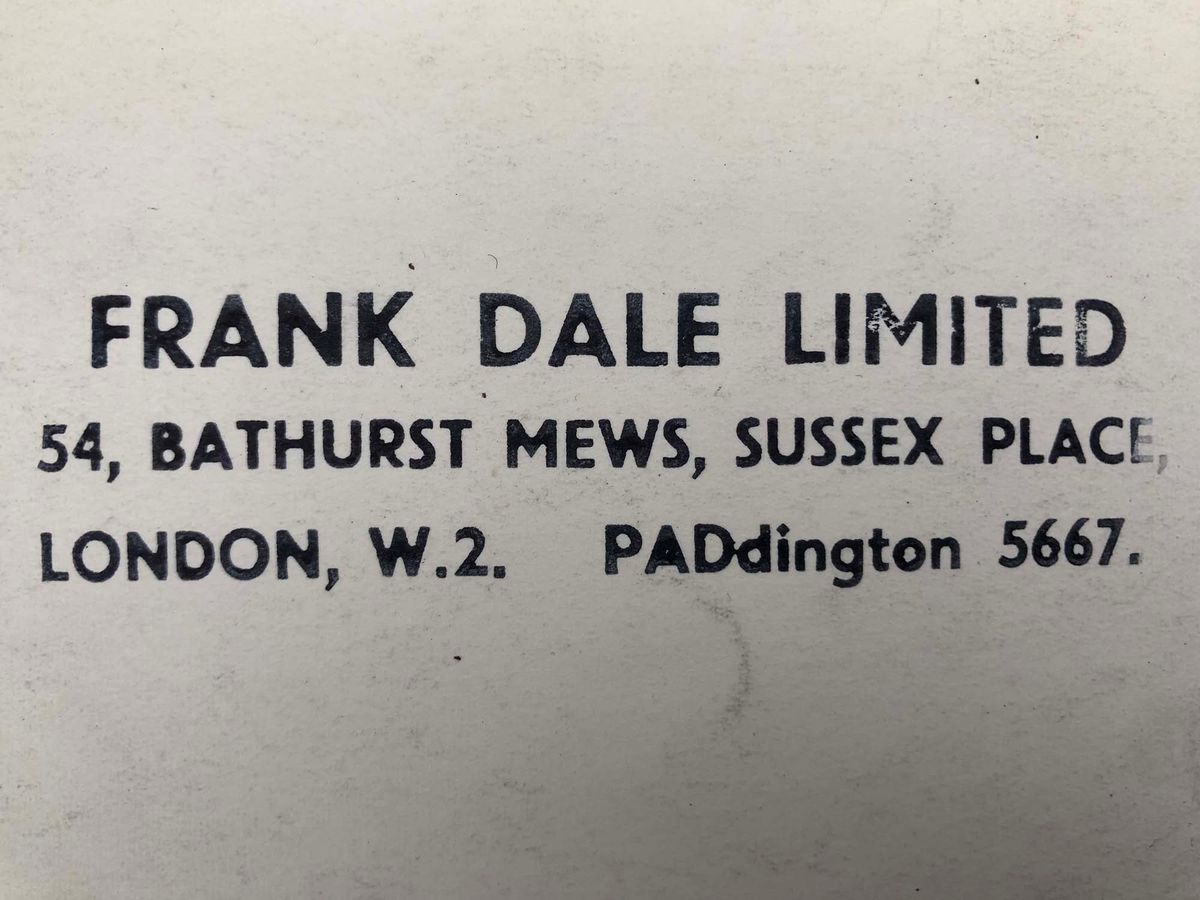 FRANK DALE LIMITED
54, BATHURST MEWS, SUSSEX PLACE,
LONDON, W.2. PADdington 5667.